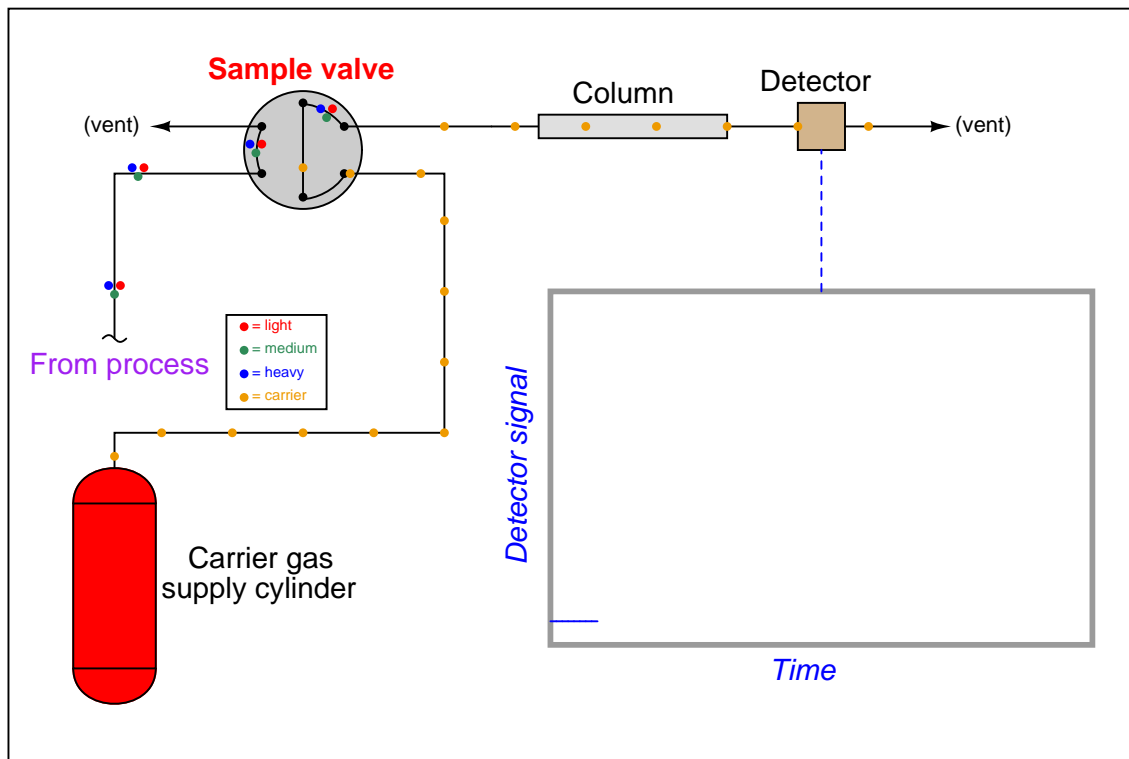 Sample valve
Column
Detector
(vent)
(vent)
= light
= medium
= heavy
= carrier
From process
Detector signal
Carrier gas
supply cylinder
Time